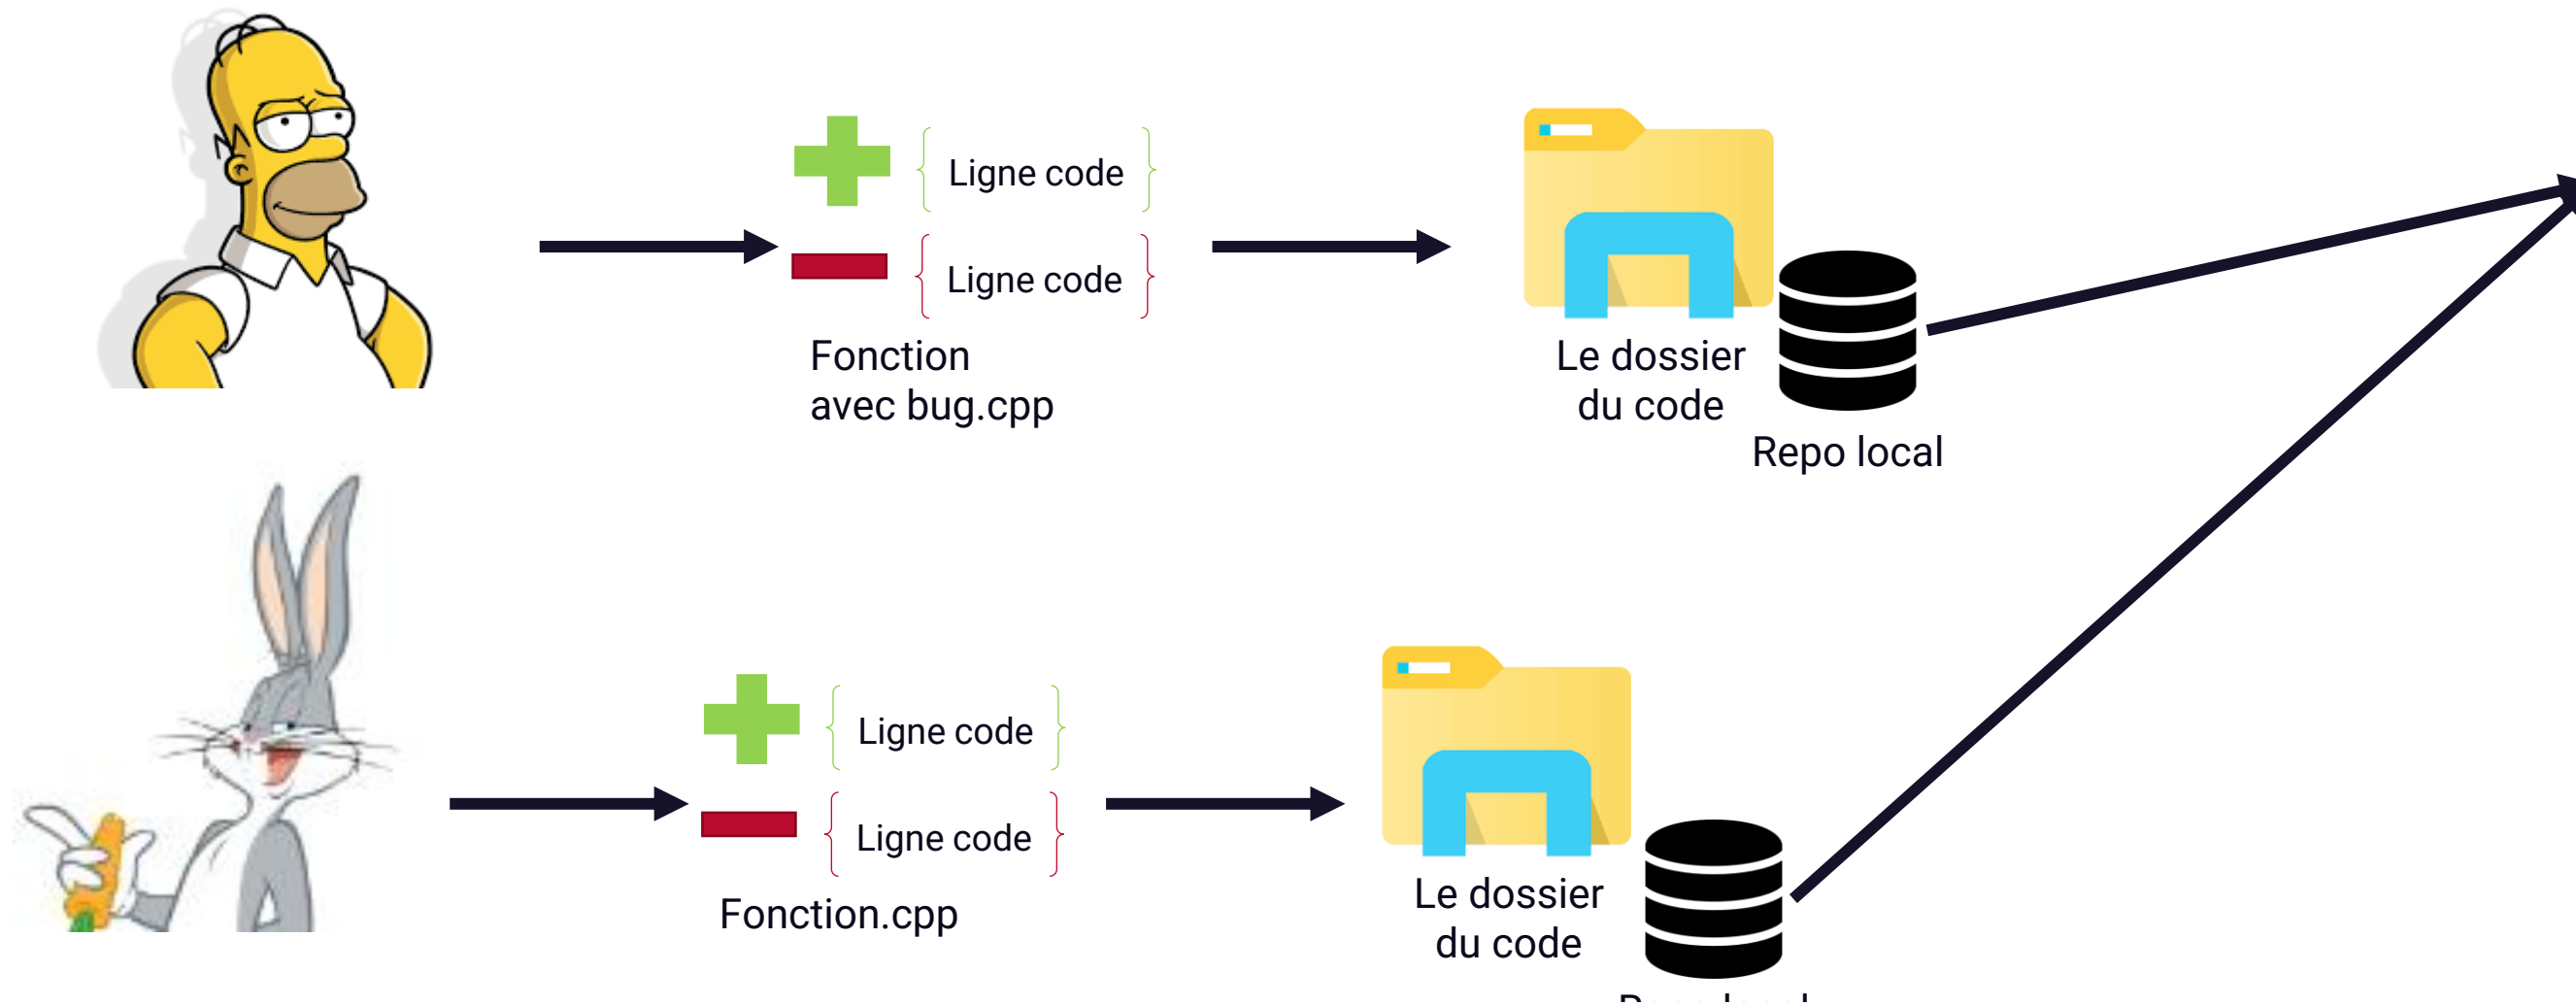 Ligne code
Ligne code
Fonction
avec bug.cpp
Le dossier
du code
Repo local
Ligne code
Ligne code
Fonction.cpp
Le dossier
du code